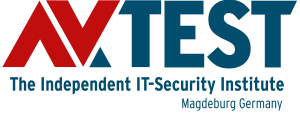 AV.TEST
The Independent IT-Security Institute
Magdeburg Germany